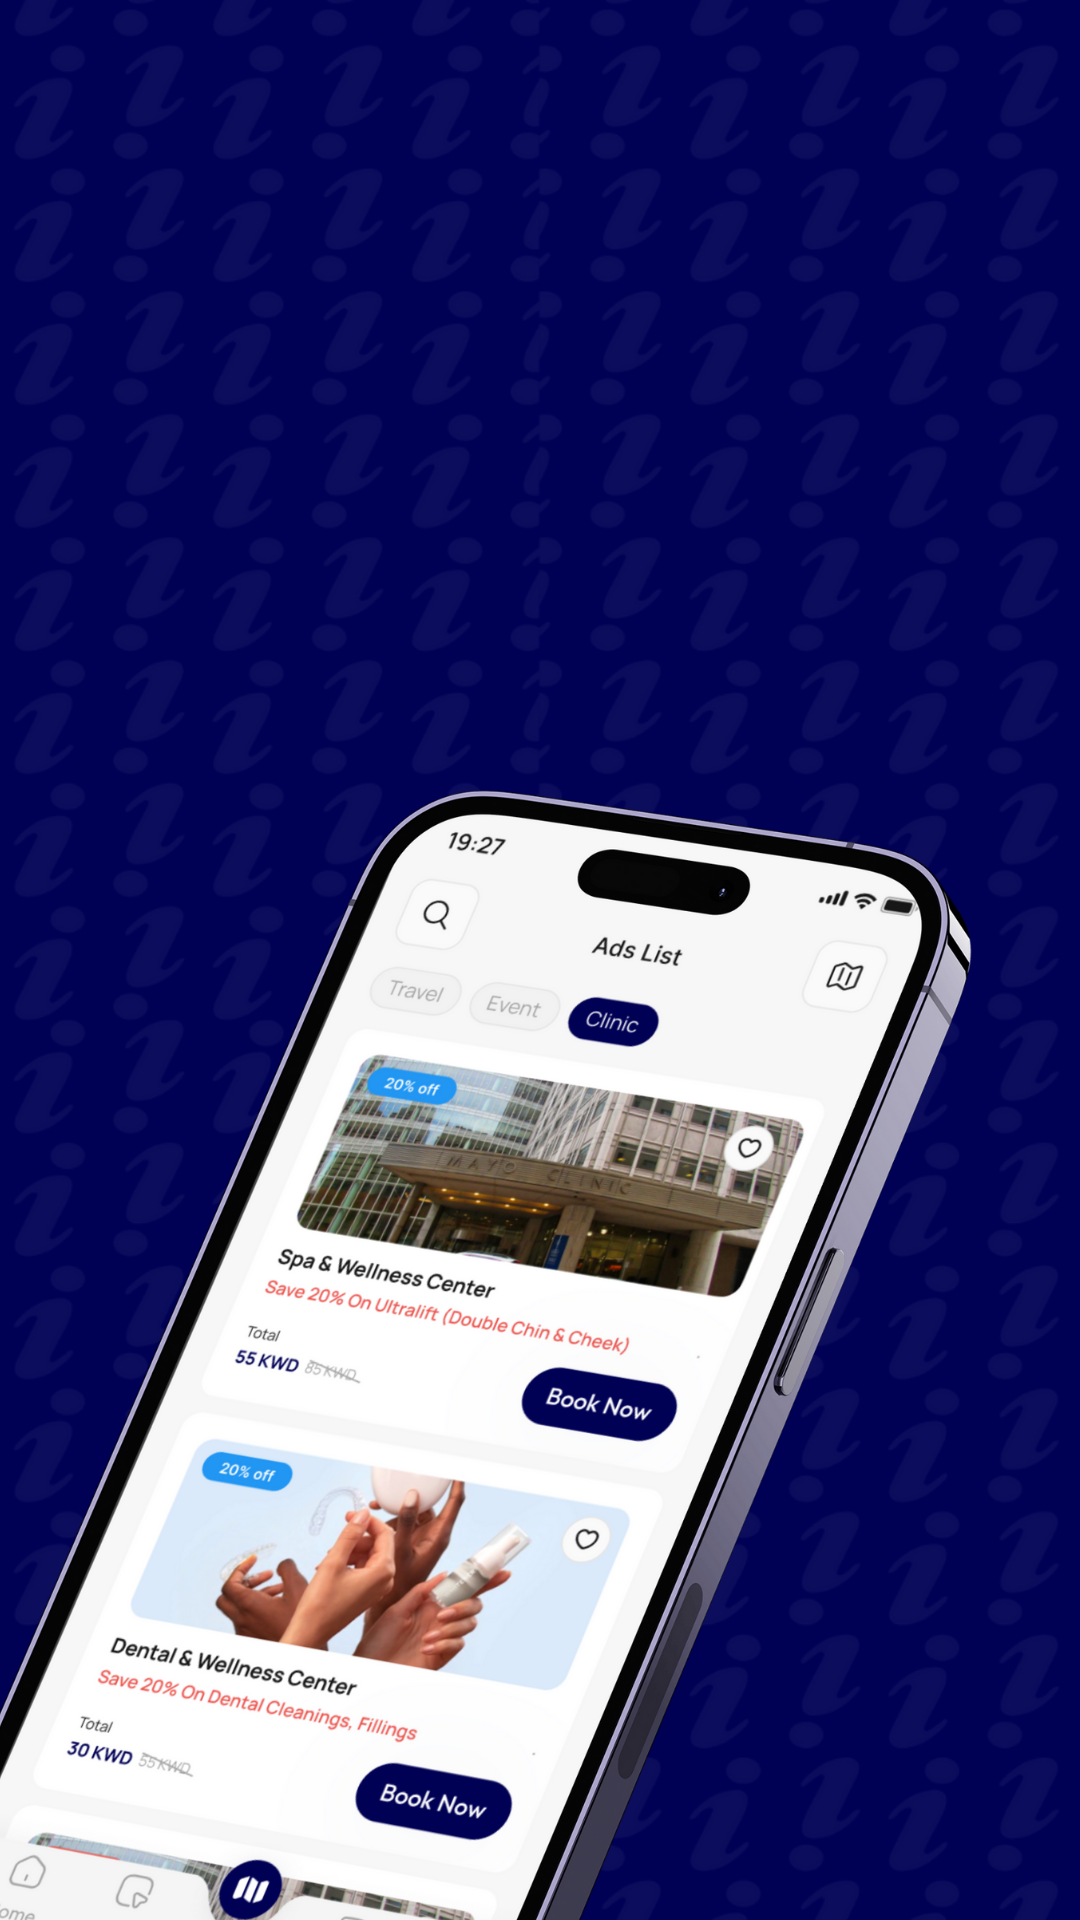 19:27
Ads List
Travel
Event
Clinic
20% off
MAYO CLINIC
Spa & Wellness Center
Save 20% On Ultralift (Double Chin & Cheek)
Total
55 KWD 85 KWD
Book Now
20% off
Dental & Wellness Center
Save 20% On Dental Cleanings, Fillings
Total
30 KWD 55 KWD
Book Now
ome